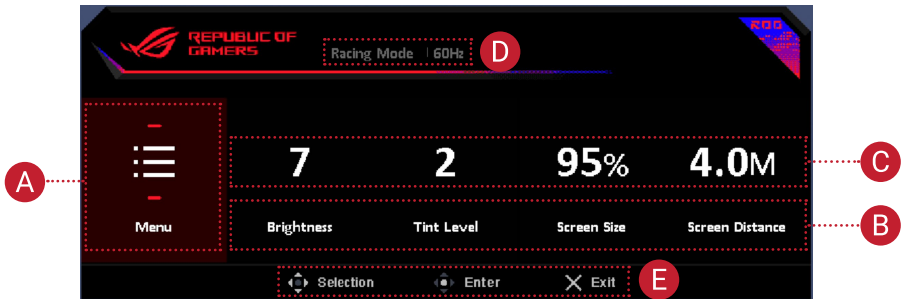 REPUBLIC OF
GAMERS
ROG
Racing Mode | 60Hz
D
A
7 2 95% 4.0M
C
Menu Brightness Tint Level Screen Size Screen Distance
B
Selection Enter Exit
E